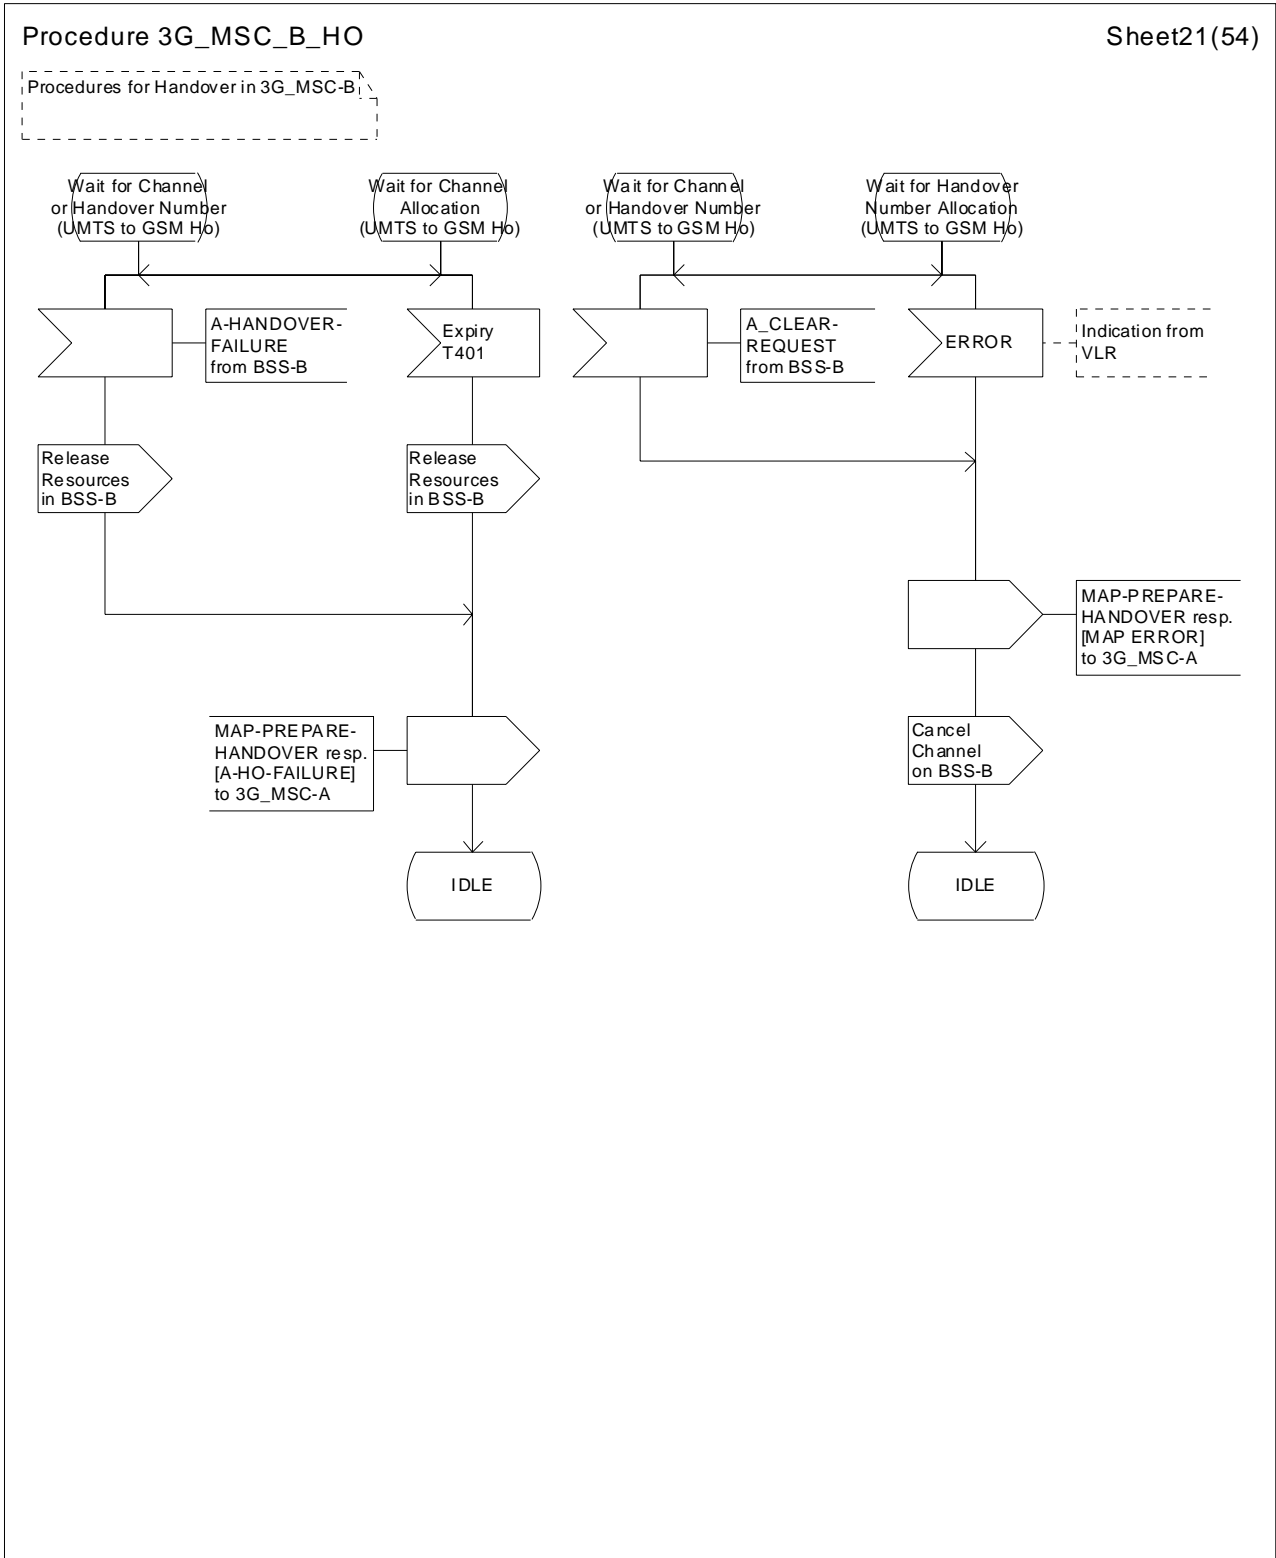 Procedure 3G_MSC_B_HO
Sheet21(54)
Procedures for Handover in 3G_MSC-B
Wait for Channel
or Handover Number
(UMTS to GSM Ho)
Wait for Channel
Allocation
(UMTS to GSM Ho)
Wait for Channel
or Handover Number
(UMTS to GSM Ho)
Wait for Handover
Number Allocation
(UMTS to GSM Ho)
A-HANDOVER-
FAILURE
from BSS-B
Expiry
T401
A_CLEAR-
REQUEST
from BSS-B
ERROR
Indication from
VLR
Release
Resources
in BSS-B
Release
Resources
in BSS-B
MAP-PREPARE-
HANDOVER resp.
[MAP ERROR]
to 3G_MSC-A
MAP-PREPARE-
HANDOVER resp.
[A-HO-FAILURE]
to 3G_MSC-A
Cancel
Channel
on BSS-B
IDLE
IDLE